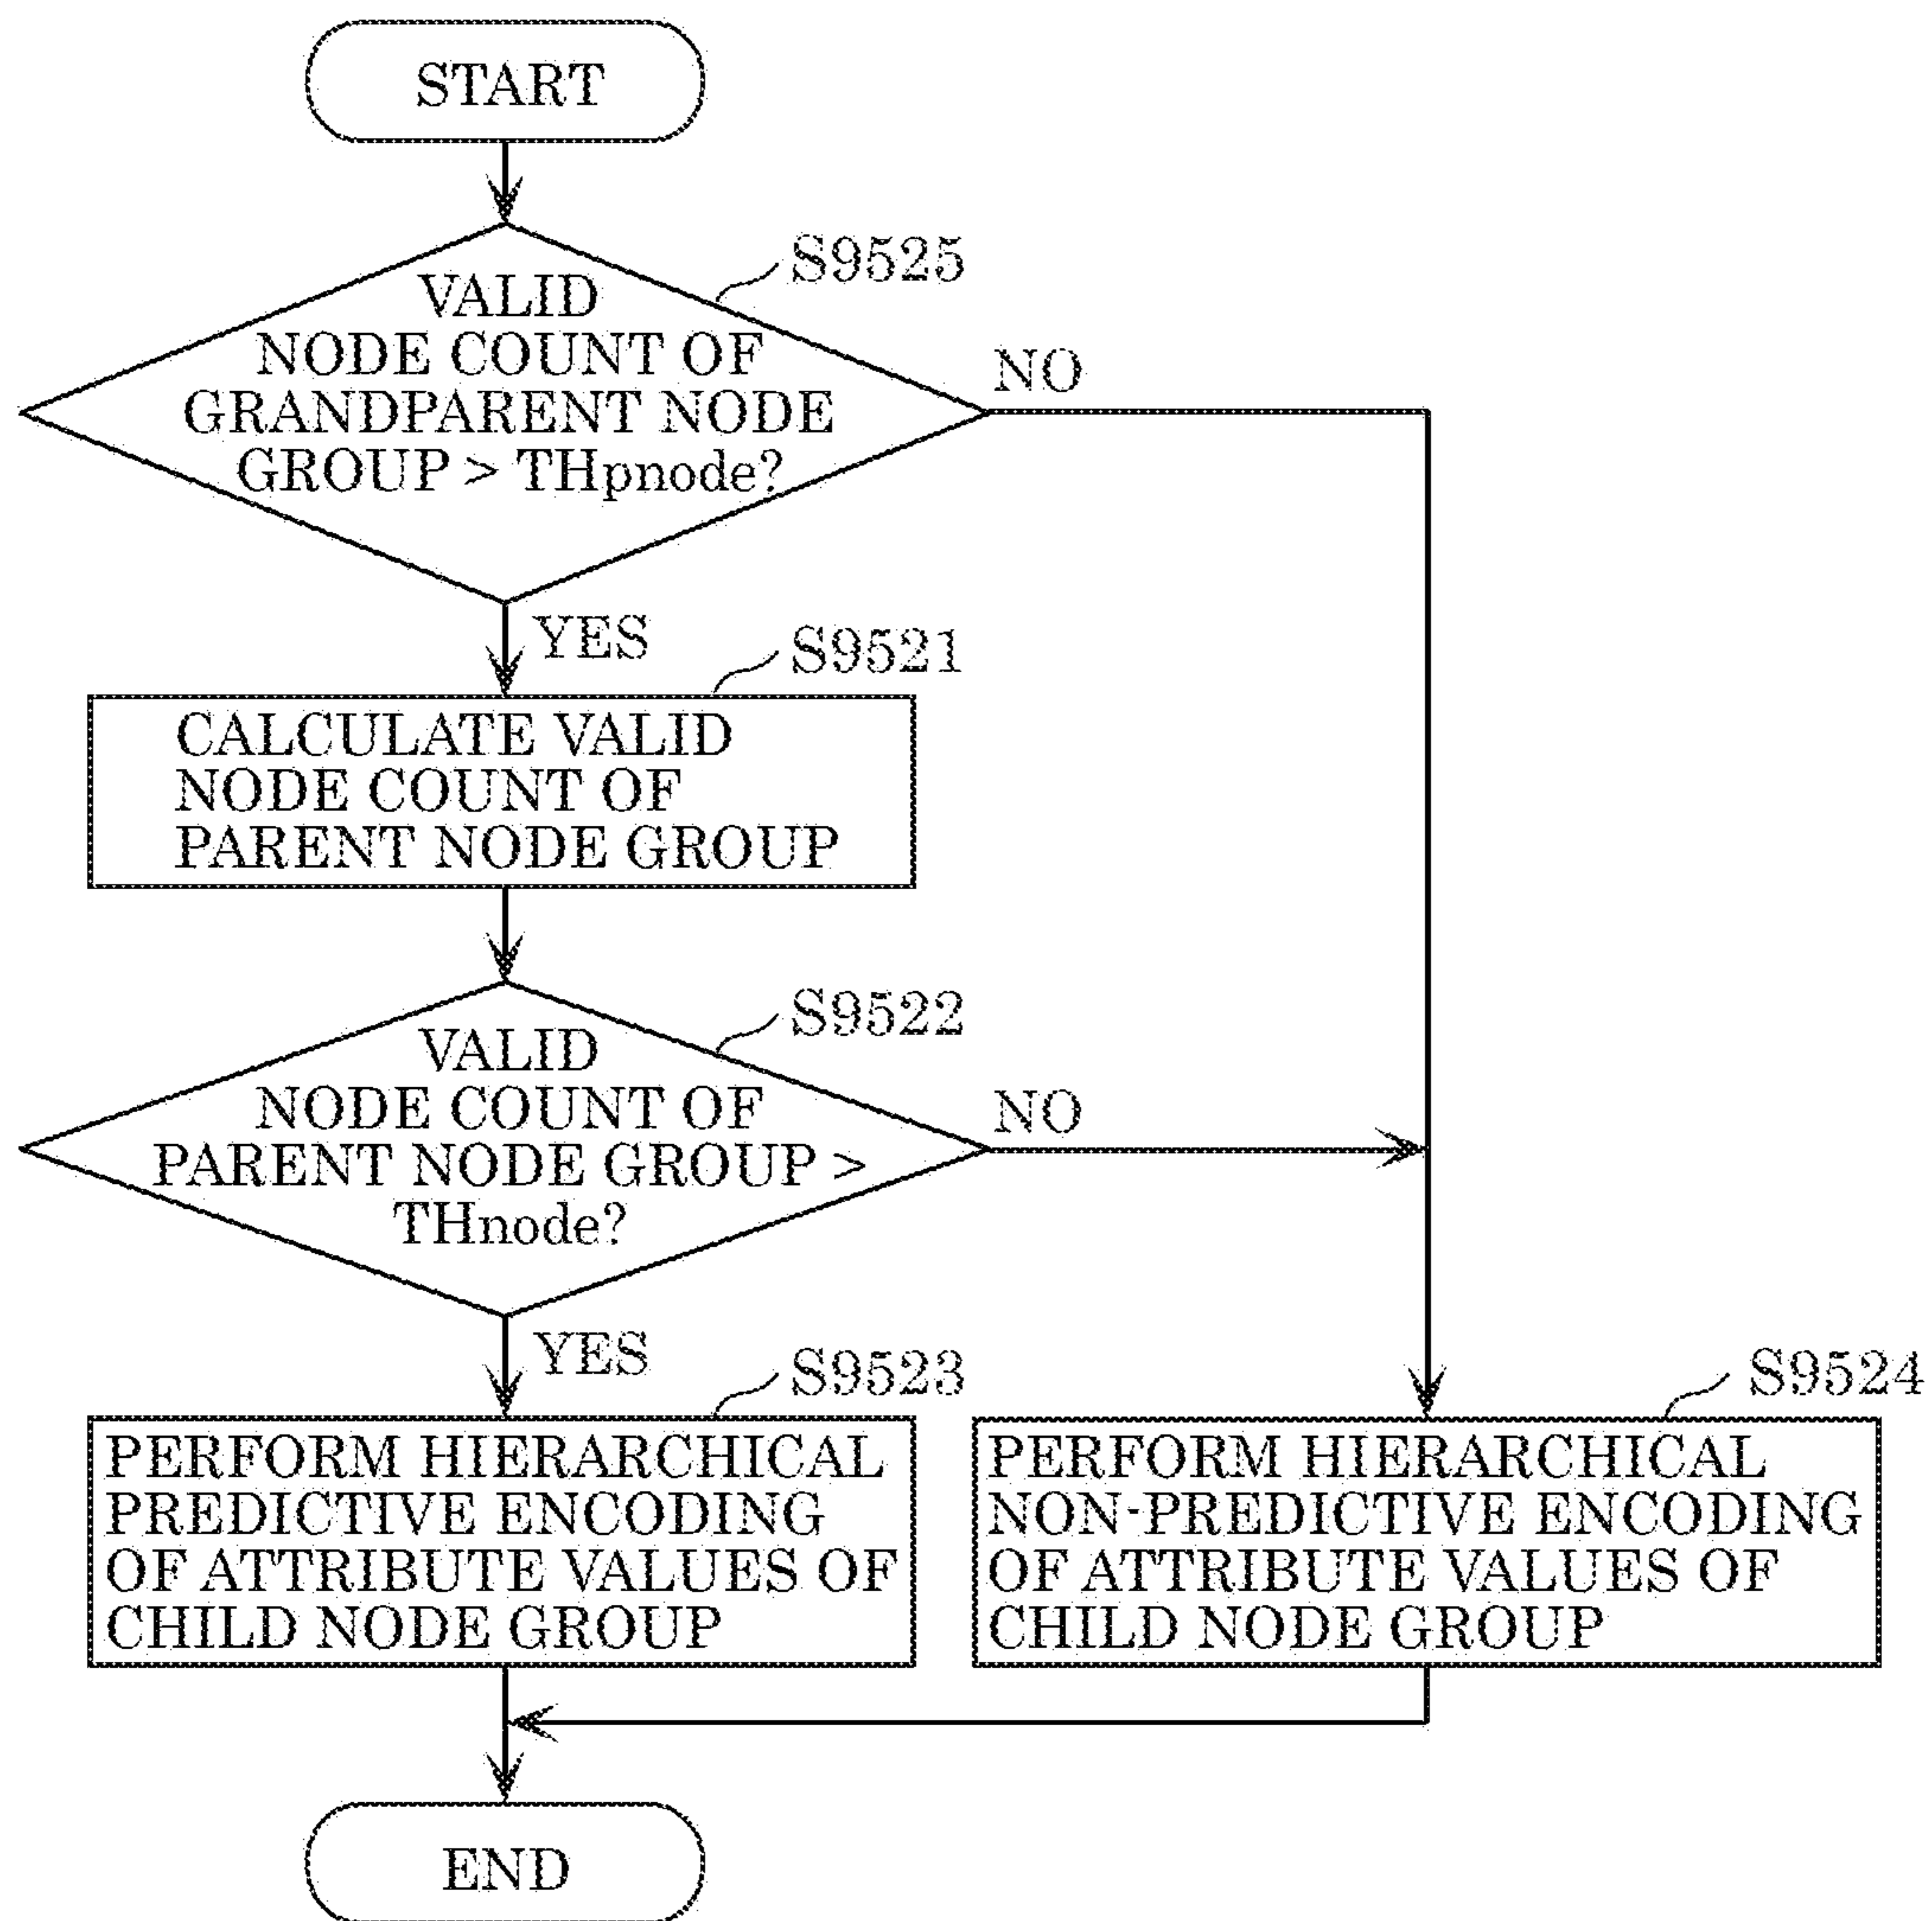 START
S9525
VALID
NODE COUNT OF
GRANDPARENT NODE
GROUP > THpnode?
NO
YES
S9521
CALCULATE VALID
NODE COUNT OF
PARENT NODE GROUP
S9522
VALID
NODE COUNT OF
PARENT NODE GROUP >
THnode?
NO
YES
S9523
PERFORM HIERARCHICAL
PREDICTIVE ENCODING
OF ATTRIBUTE VALUES OF
CHILD NODE GROUP
S9524
PERFORM HIERARCHICAL
NON-PREDICTIVE ENCODING
OF ATTRIBUTE VALUES OF
CHILD NODE GROUP
END